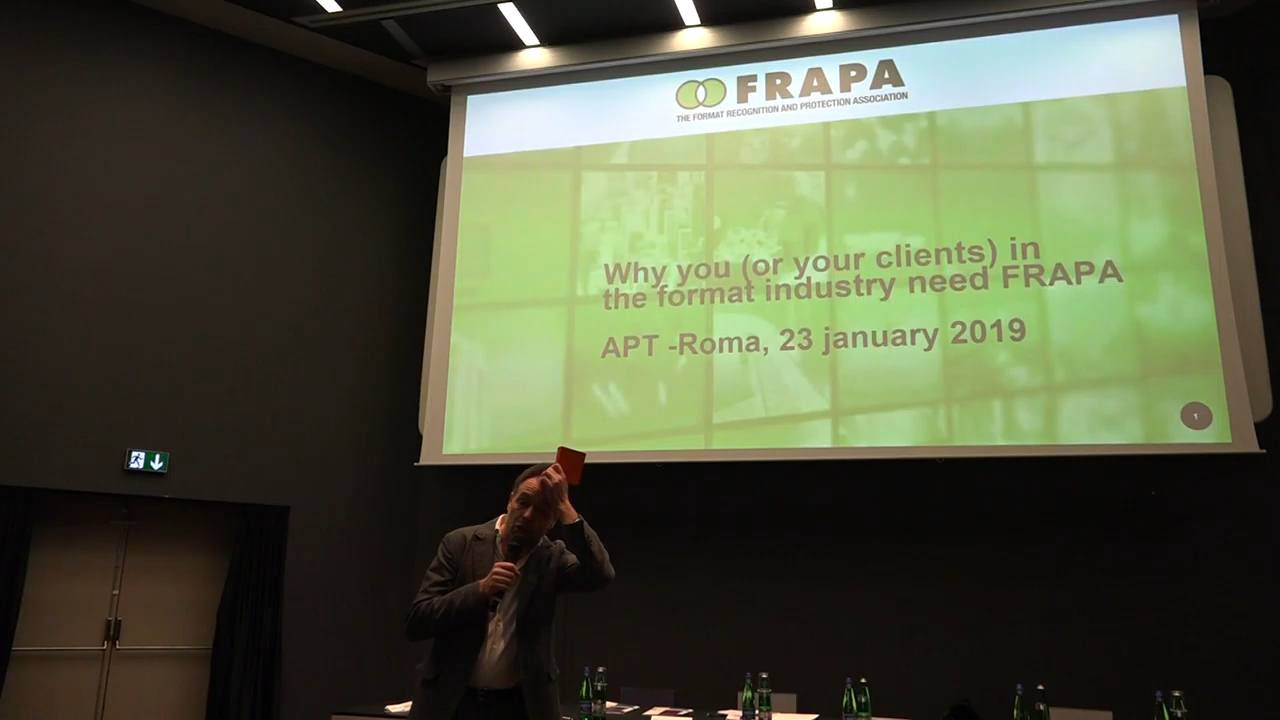 FRAPA
THE FORMAT RECOGNITION AND PROTECTION ASSOCIATION
Why you (or your clients) in
the format industry need FRAPA
APT -Roma, 23 january 2019
1